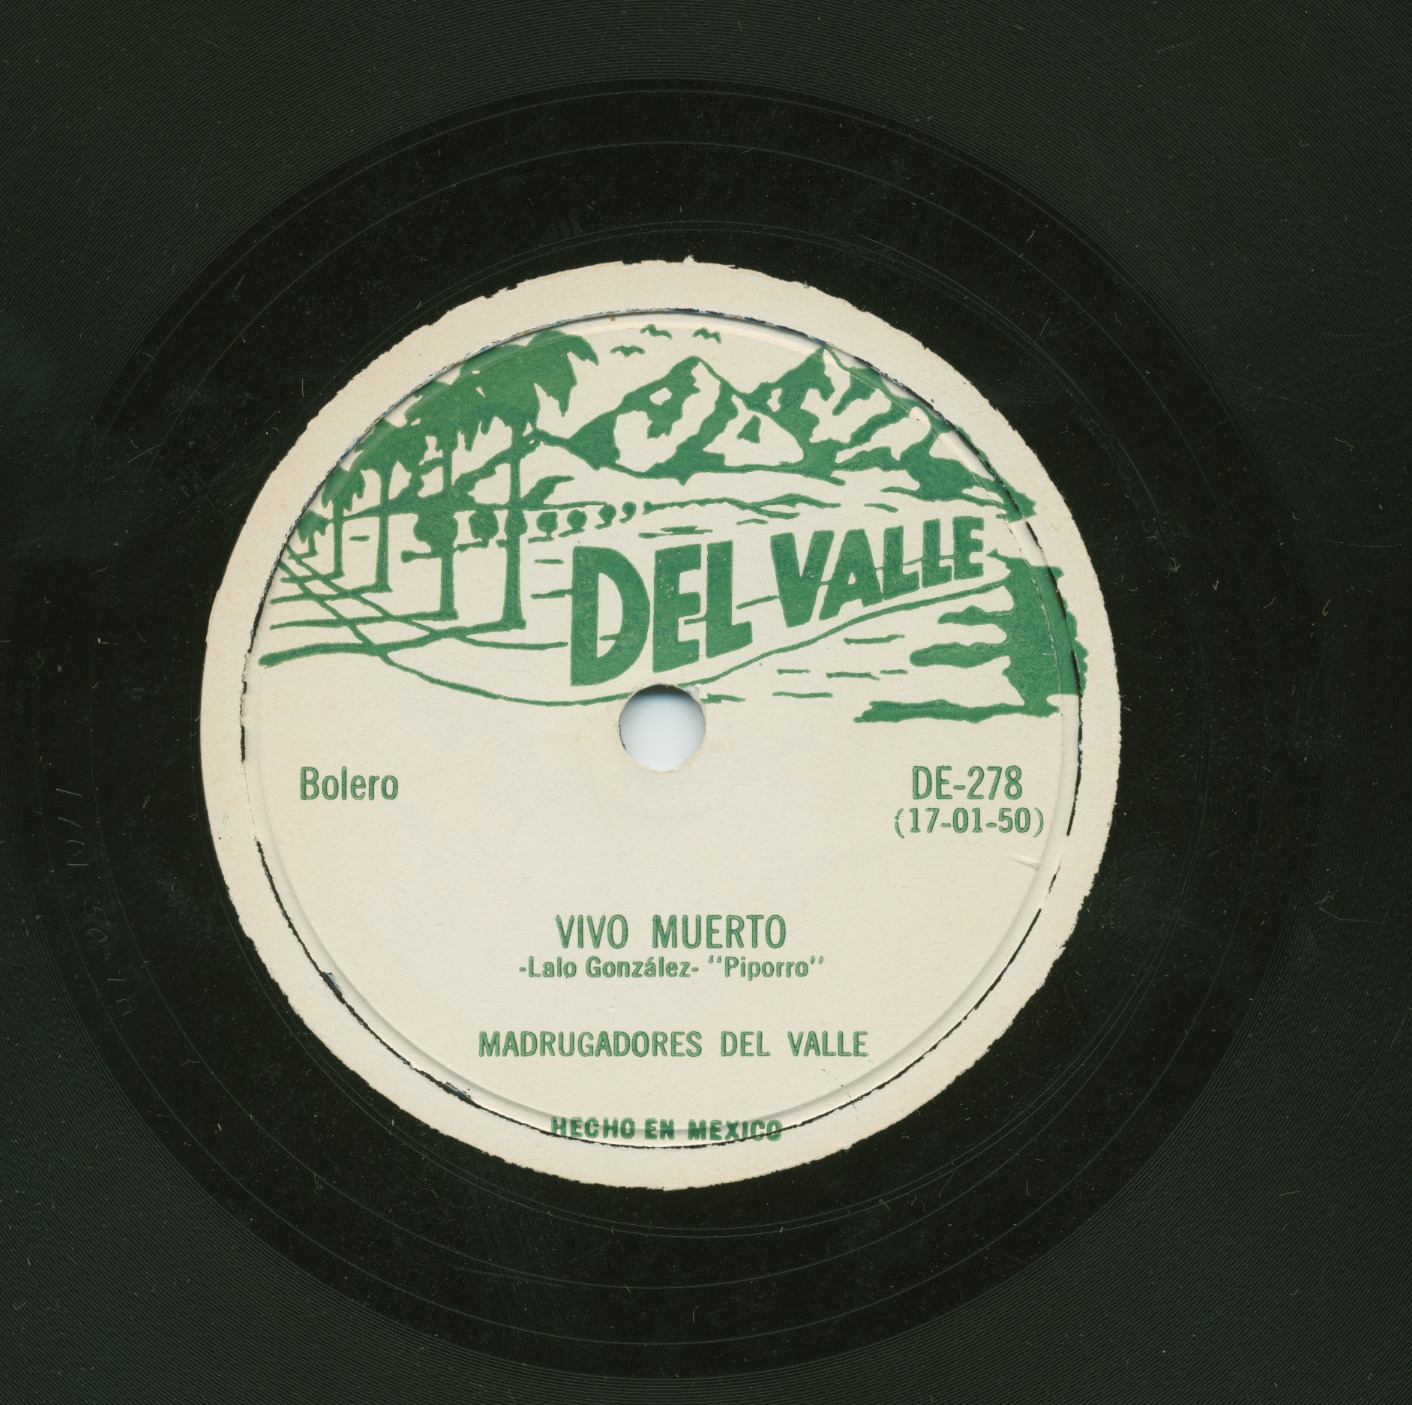 DEL VALLE
Bolero
DE-278
(17-01-50)
VIVO MUERTO
-Lalo González- "Piporro"
MADRUGADORES DEL VALLE
HECHO EN MEXICO